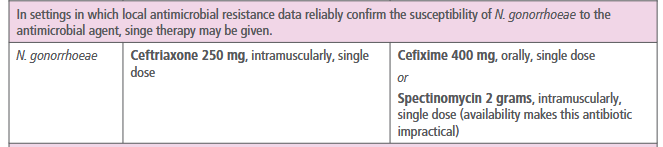 In settings in which local antimicrobial resistance data reliably confirm the susceptibility of N. gonorrhoeae to the
antimicrobial agent, singe therapy may be given.
N. gonorrhoeae
Ceftriaxone 250 mg, intramuscularly, single
dose
Cefixime 400 mg, orally, single dose
or
Spectinomycin 2 grams, intramuscularly,
single dose (availability makes this antibiotic
impractical)